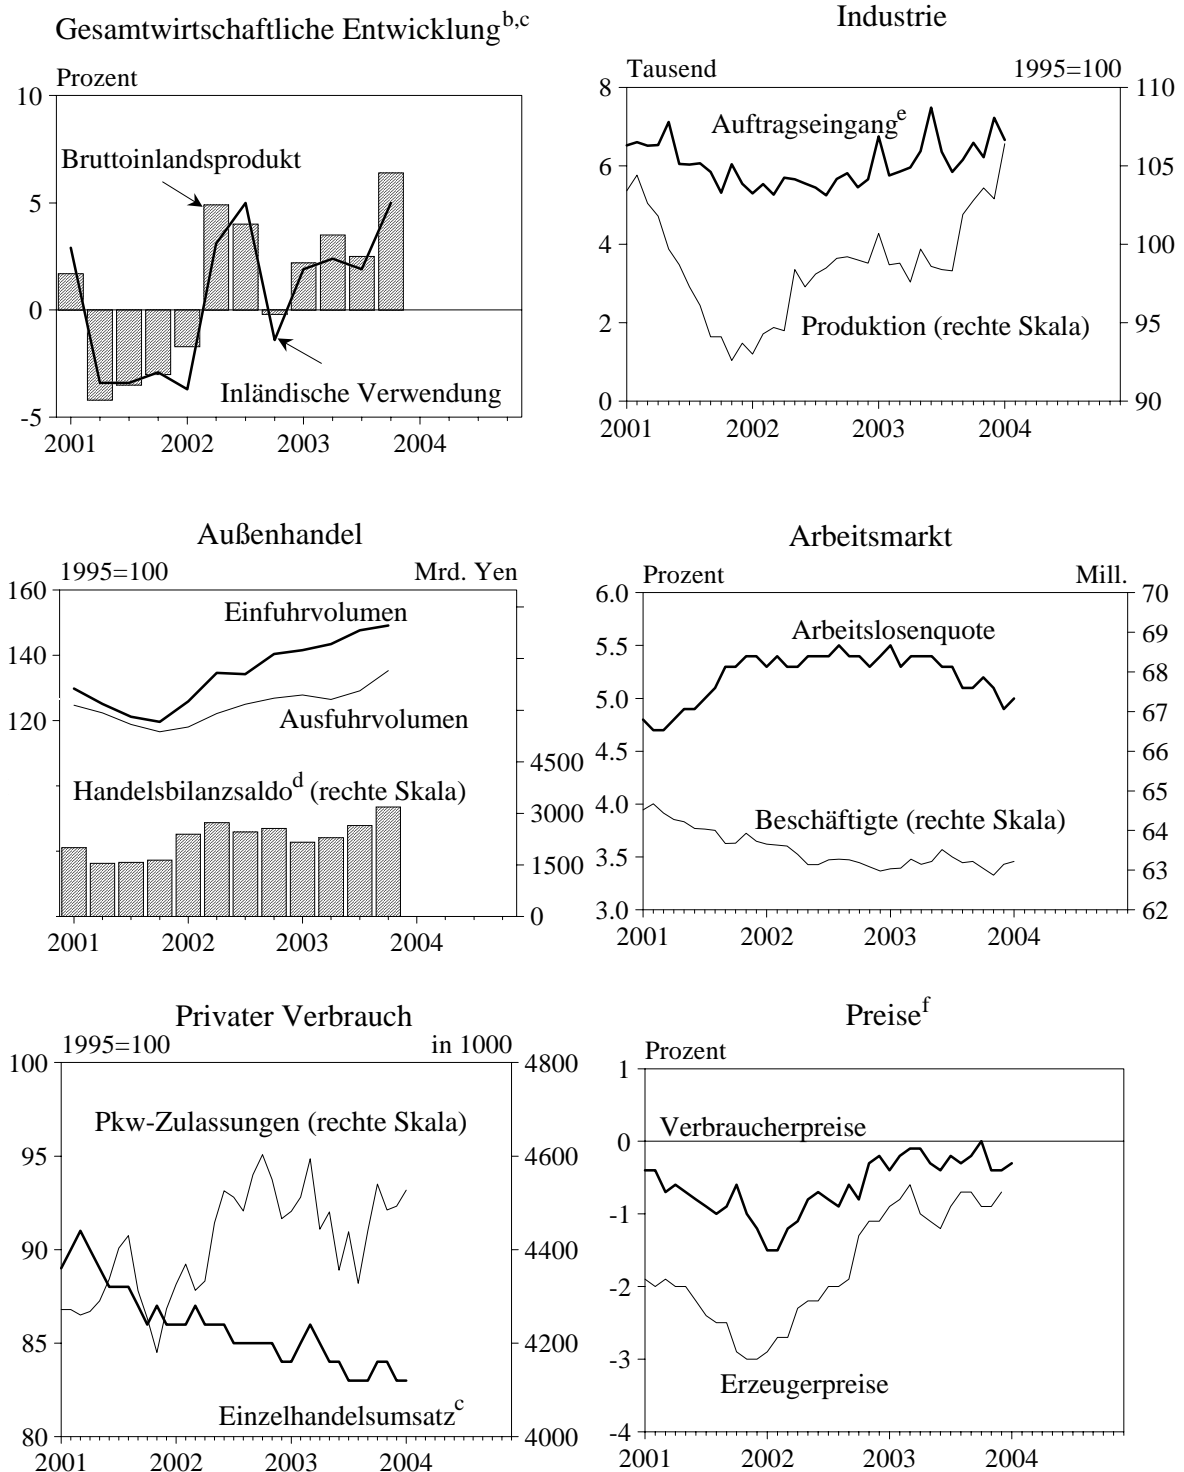 Gesamtwirtschaftliche Entwicklung^b,c
Prozent
10
5
0
-5
Bruttoinlandsprodukt
Inländische Verwendung
2001 2002 2003 2004
Industrie
Tausend 1995=100
8 110
6 105
4 100
2 95
0 90
Auftragseingang^e
Produktion (rechte Skala)
2001 2002 2003 2004
Außenhandel
1995=100 Mrd. Yen
160
140
120
4500
3000
1500
0
Einfuhrvolumen
Ausfuhrvolumen
Handelsbilanzsaldo^d (rechte Skala)
2001 2002 2003 2004
Arbeitsmarkt
Prozent Mill.
6.0
5.5
5.0
4.5
4.0
3.5
3.0
70
69
68
67
66
65
64
63
62
Arbeitslosenquote
Beschäftigte (rechte Skala)
2001 2002 2003 2004
Privater Verbrauch
1995=100 in 1000
100 4800
95 4600
90 4400
85 4200
80 4000
Pkw-Zulassungen (rechte Skala)
Einzelhandelsumsatz^c
2001 2002 2003 2004
Preise^f
Prozent
1
0
-1
-2
-3
-4
Verbraucherpreise
Erzeugerpreise
2001 2002 2003 2004